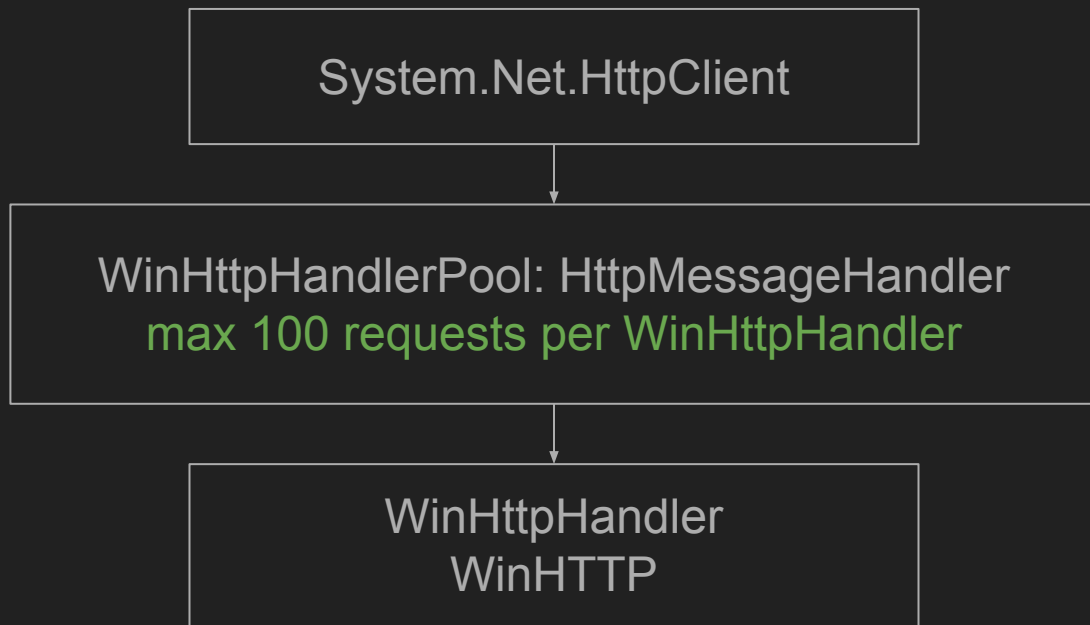 System.Net.HttpClient
WinHttpHandlerPool: HttpMessageHandler
max 100 requests per WinHttpHandler
WinHttpHandler
WinHTTP